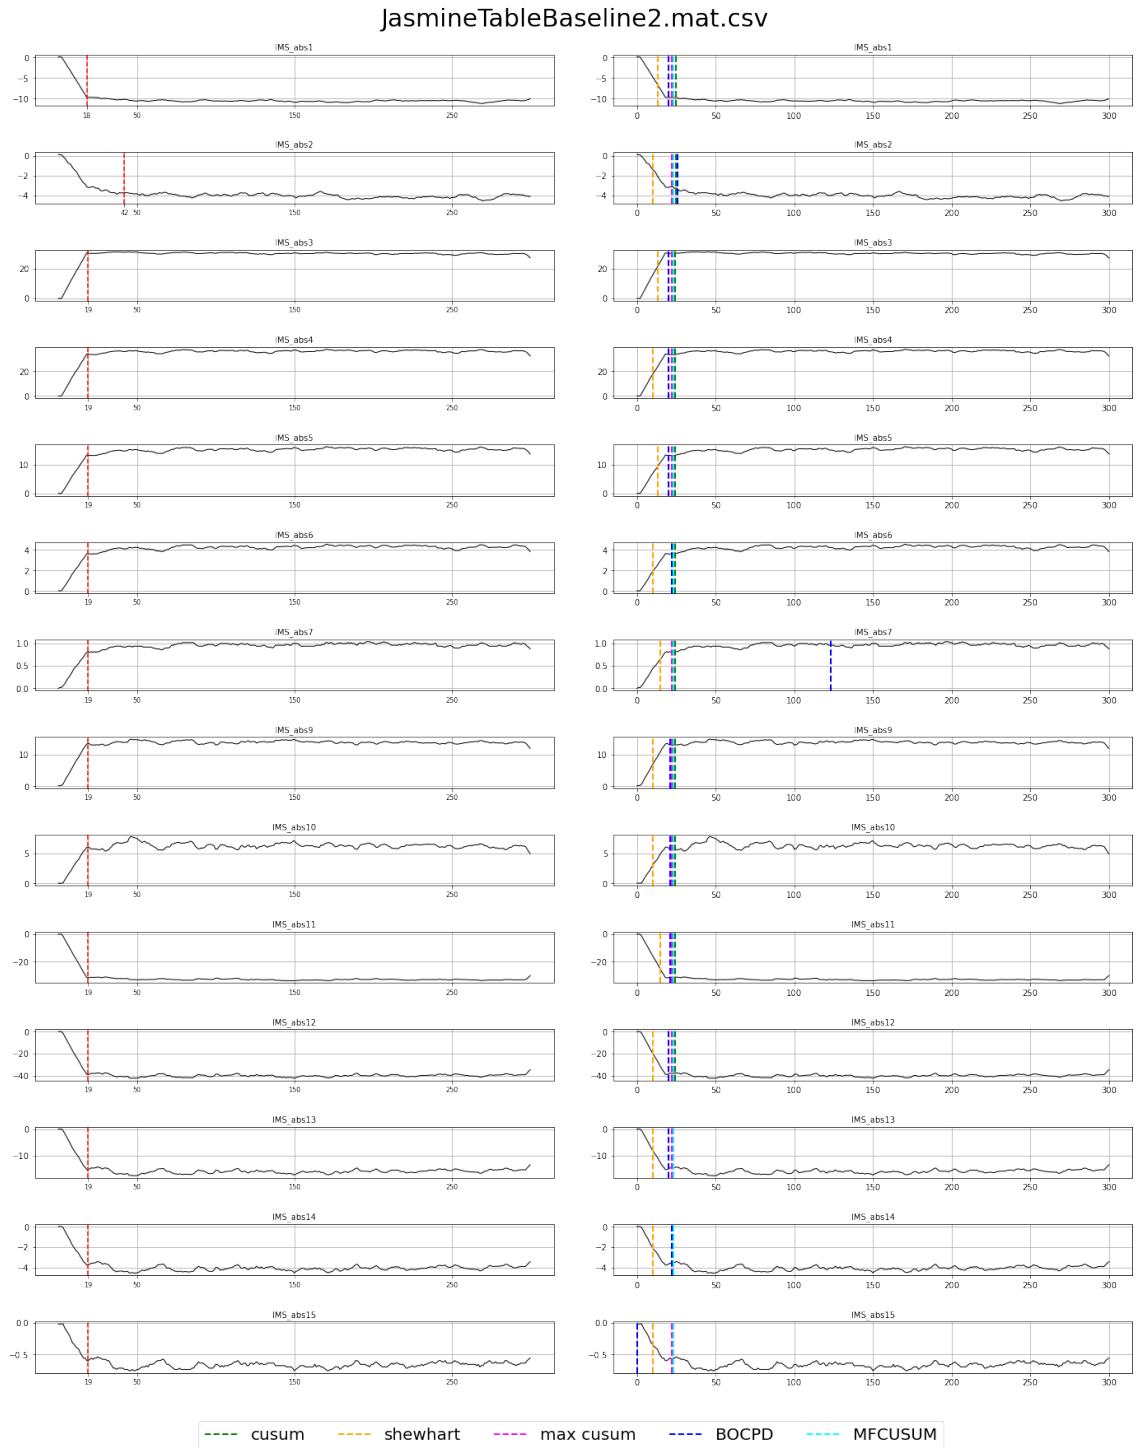 JasmineTableBaseline2.mat.csv
IMS_abs1 IMS_abs1
0 0
−5 −5
−10 −10
18 50 150 250 0 50 100 150 200 250 300
IMS_abs2 IMS_abs2
0 0
−2 −2
−4 −4
42 50 150 250 0 50 100 150 200 250 300
IMS_abs3 IMS_abs3
20 20
0 0
19 50 150 250 0 50 100 150 200 250 300
IMS_abs4 IMS_abs4
20 20
0 0
19 50 150 250 0 50 100 150 200 250 300
IMS_abs5 IMS_abs5
10 10
0 0
19 50 150 250 0 50 100 150 200 250 300
IMS_abs6 IMS_abs6
4 4
2 2
0 0
19 50 150 250 0 50 100 150 200 250 300
IMS_abs7 IMS_abs7
1.0 1.0
0.5 0.5
0.0 0.0
19 50 150 250 0 50 100 150 200 250 300
IMS_abs9 IMS_abs9
10 10
0 0
19 50 150 250 0 50 100 150 200 250 300
IMS_abs10 IMS_abs10
5 5
0 0
19 50 150 250 0 50 100 150 200 250 300
IMS_abs11 IMS_abs11
0 0
−20 −20
19 50 150 250 0 50 100 150 200 250 300
IMS_abs12 IMS_abs12
0 0
−20 −20
−40 −40
19 50 150 250 0 50 100 150 200 250 300
IMS_abs13 IMS_abs13
0 0
−10 −10
19 50 150 250 0 50 100 150 200 250 300
IMS_abs14 IMS_abs14
0 0
−2 −2
−4 −4
19 50 150 250 0 50 100 150 200 250 300
IMS_abs15 IMS_abs15
0.0 0.0
−0.5 −0.5
19 50 150 250 0 50 100 150 200 250 300
cusum shewhart max cusum BOCPD MFCUSUM